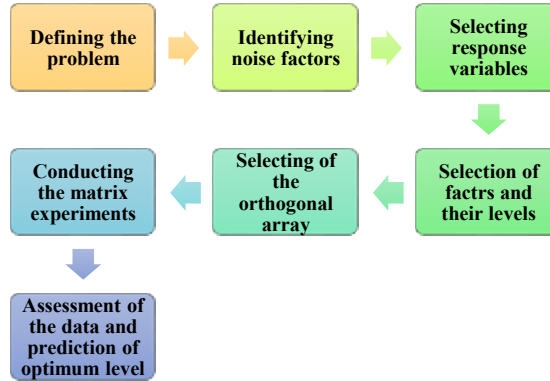 Defining the
problem
Identifying
noise factors
Selecting
response
variables
Selection of
factrs and
their levels
Selecting of
the
orthogonal
array
Conducting
the matrix
experiments
Assessment of
the data and
prediction of
optimum level